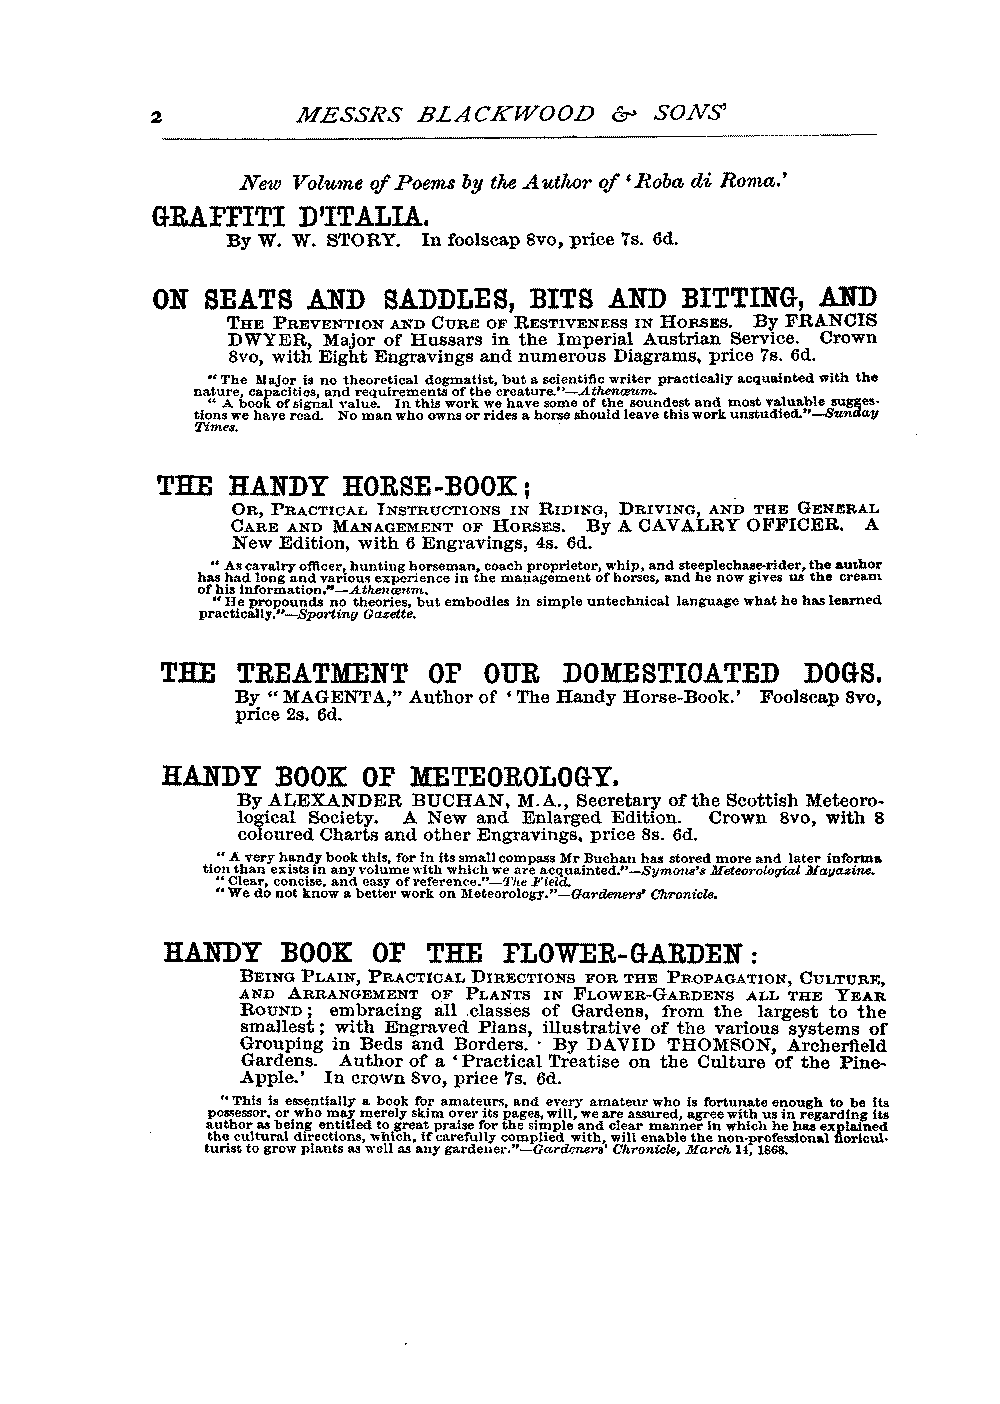 2 MESSRS BLACKWOOD & SONS'
New Volume of Poems by the Author of 'Roba di Roma.'
GRAFFITI D'ITALIA.
By W. W. STORY. In foolscap 8vo, price 7s. 6d.
ON SEATS AND SADDLES, BITS AND BITTING, AND
THE PREVENTION AND CURE OF RESTIVENESS IN HORSES. By FRANCIS
DWYER, Major of Hussars in the Imperial Austrian Service. Crown
8vo, with Eight Engravings and numerous Diagrams, price 7s. 6d.
"The Major is no theoretical dogmatist, but a scientific writer practically acquainted with the
nature, capacities, and requirements of the creature."—Athenæum.
"A book of signal value. In this work we have some of the soundest and most valuable sugges-
tions we have read. No man who owns or rides a horse should leave this work unstudied."—Sunday
Times.
THE HANDY HORSE-BOOK;
OR, PRACTICAL INSTRUCTIONS IN RIDING, DRIVING, AND THE GENERAL
CARE AND MANAGEMENT OF HORSES. By A CAVALRY OFFICER. A
New Edition, with 6 Engravings, 4s. 6d.
"As cavalry officer, hunting horseman, coach proprietor, whip, and steeplechase-rider, the author
has had long and various experience in the management of horses, and he now gives us the cream
of his information."—Athenæum.
"He propounds no theories, but embodies in simple untechnical language what he has learned
practically."—Sporting Gazette.
THE TREATMENT OF OUR DOMESTICATED DOGS.
By "MAGENTA," Author of 'The Handy Horse-Book.' Foolscap 8vo,
price 2s. 6d.
HANDY BOOK OF METEOROLOGY.
By ALEXANDER BUCHAN, M.A., Secretary of the Scottish Meteoro-
logical Society. A New and Enlarged Edition. Crown 8vo, with 8
coloured Charts and other Engravings, price 8s. 6d.
"A very handy book this, for in its small compass Mr Buchan has stored more and later informa
tion than exists in any volume with which we are acquainted."—Symons's Meteorological Magazine.
"Clear, concise, and easy of reference."—The Field.
"We do not know a better work on Meteorology."—Gardeners' Chronicle.
HANDY BOOK OF THE FLOWER-GARDEN:
BEING PLAIN, PRACTICAL DIRECTIONS FOR THE PROPAGATION, CULTURE,
AND ARRANGEMENT OF PLANTS IN FLOWER-GARDENS ALL THE YEAR
ROUND; embracing all classes of Gardens, from the largest to the
smallest; with Engraved Plans, illustrative of the various systems of
Grouping in Beds and Borders. By DAVID THOMSON, Archerfield
Gardens. Author of a 'Practical Treatise on the Culture of the Pine-
Apple.' In crown 8vo, price 7s. 6d.
"This is essentially a book for amateurs, and every amateur who is fortunate enough to be its
possessor, or who may merely skim over its pages, will, we are assured, agree with us in regarding its
author as being entitled to great praise for the simple and clear manner in which he has explained
the cultural directions, which, if carefully complied with, will enable the non-professional floricul-
turist to grow plants as well as any gardener."—Gardeners' Chronicle, March 14, 1868.